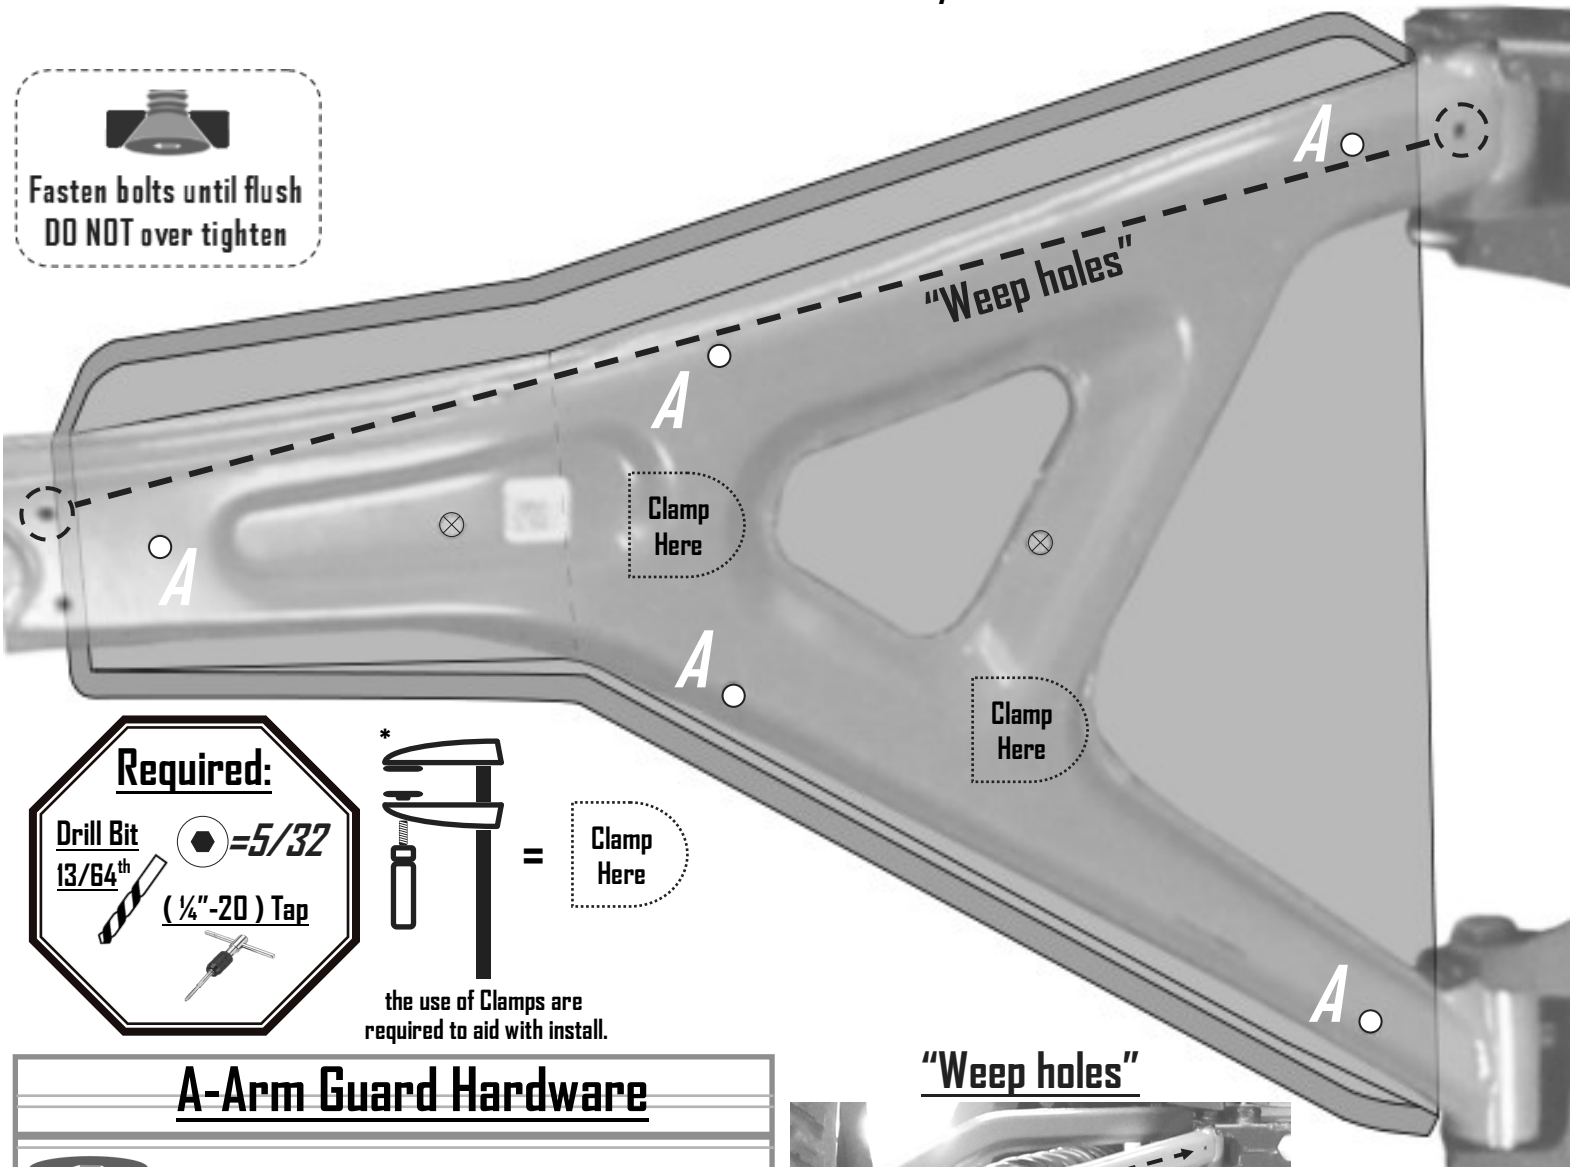 Fasten bolts until flush
DO NOT over tighten
A
"Weep holes"
A
Clamp
Here
A
A
Clamp
Here
A
Required:
Drill Bit
13/64th
=5/32
( ¼"-20 ) Tap
*
=
Clamp
Here
the use of Clamps are
required to aid with install.
A-Arm Guard Hardware
"Weep holes"